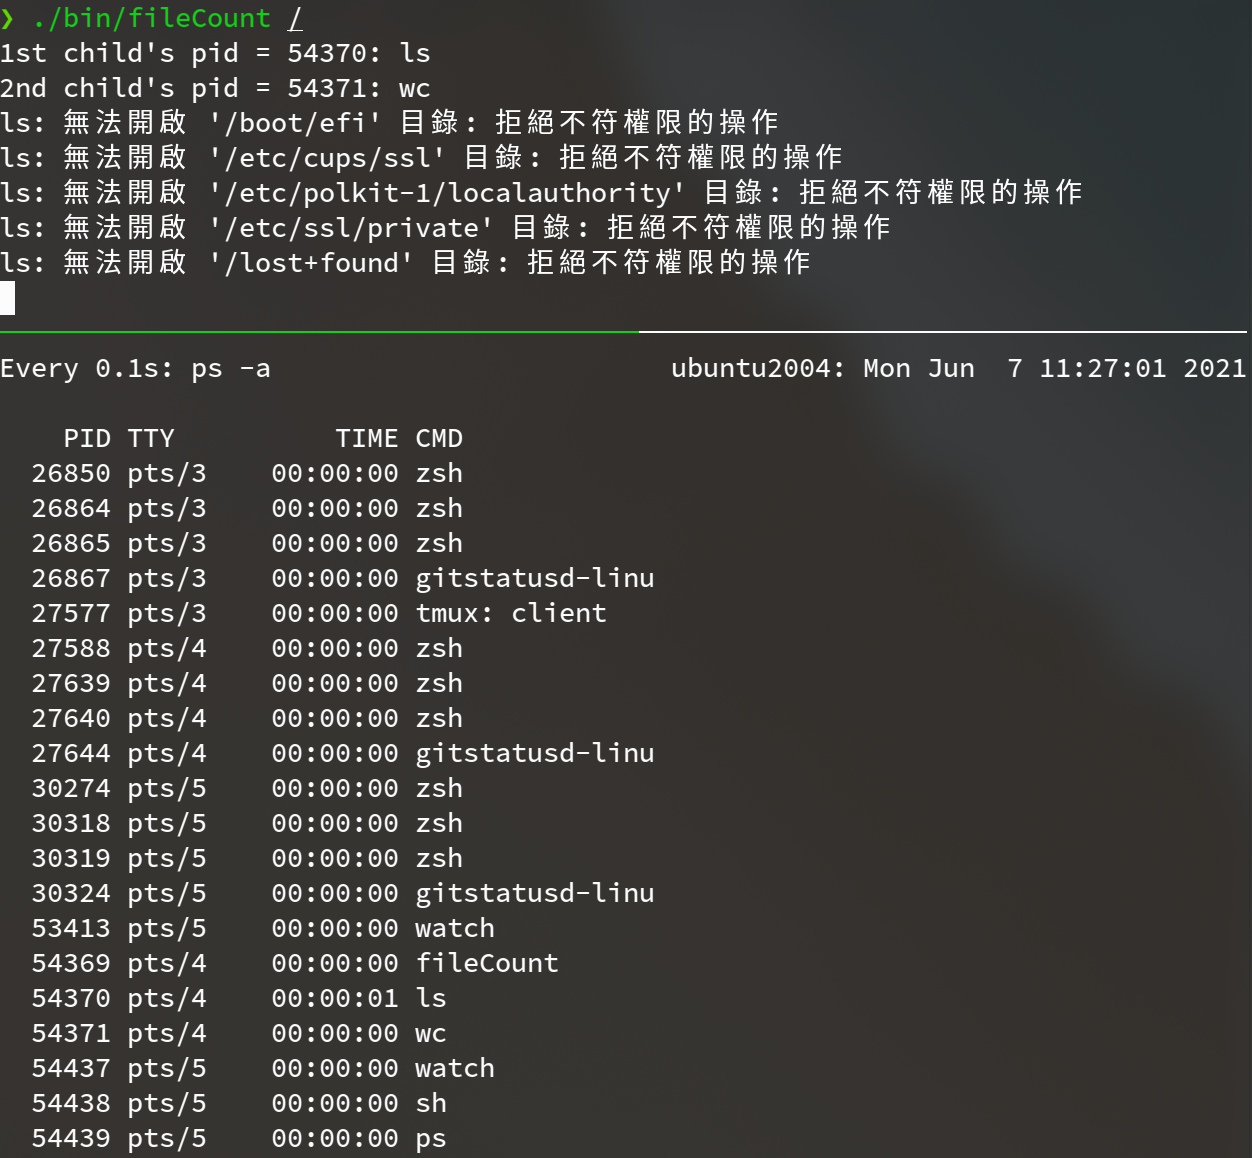 ❯ ./bin/fileCount /
1st child's pid = 54370: ls
2nd child's pid = 54371: wc
ls: 無法開啟 '/boot/efi' 目錄: 拒絕不符權限的操作
ls: 無法開啟 '/etc/cups/ssl' 目錄: 拒絕不符權限的操作
ls: 無法開啟 '/etc/polkit-1/localauthority' 目錄: 拒絕不符權限的操作
ls: 無法開啟 '/etc/ssl/private' 目錄: 拒絕不符權限的操作
ls: 無法開啟 '/lost+found' 目錄: 拒絕不符權限的操作
Every 0.1s: ps -a                         ubuntu2004: Mon Jun  7 11:27:01 2021
    PID TTY          TIME CMD
  26850 pts/3    00:00:00 zsh
  26864 pts/3    00:00:00 zsh
  26865 pts/3    00:00:00 zsh
  26867 pts/3    00:00:00 gitstatusd-linu
  27577 pts/3    00:00:00 tmux: client
  27588 pts/4    00:00:00 zsh
  27639 pts/4    00:00:00 zsh
  27640 pts/4    00:00:00 zsh
  27644 pts/4    00:00:00 gitstatusd-linu
  30274 pts/5    00:00:00 zsh
  30318 pts/5    00:00:00 zsh
  30319 pts/5    00:00:00 zsh
  30324 pts/5    00:00:00 gitstatusd-linu
  53413 pts/5    00:00:00 watch
  54369 pts/4    00:00:00 fileCount
  54370 pts/4    00:00:01 ls
  54371 pts/4    00:00:00 wc
  54437 pts/5    00:00:00 watch
  54438 pts/5    00:00:00 sh
  54439 pts/5    00:00:00 ps